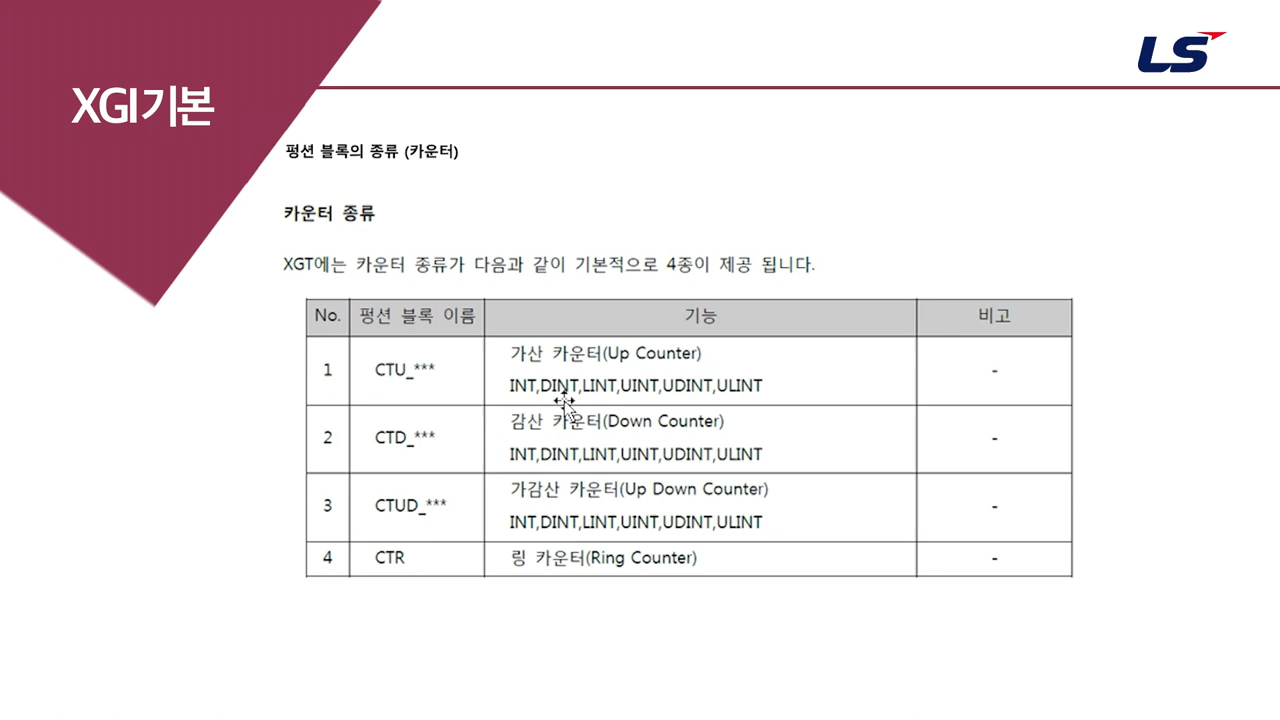 LS
XGI기본
펑션 블록의 종류 (카운터)
카운터 종류
XGT에는 카운터 종류가 다음과 같이 기본적으로 4종이 제공 됩니다.
No. 펑션 블록 이름 기능 비고
1 CTU_*** 가산 카운터(Up Counter) -
INT,DINT,LINT,UINT,UDINT,ULINT
2 CTD_*** 감산 카운터(Down Counter) -
INT,DINT,LINT,UINT,UDINT,ULINT
3 CTUD_*** 가감산 카운터(Up Down Counter) -
INT,DINT,LINT,UINT,UDINT,ULINT
4 CTR 링 카운터(Ring Counter) -